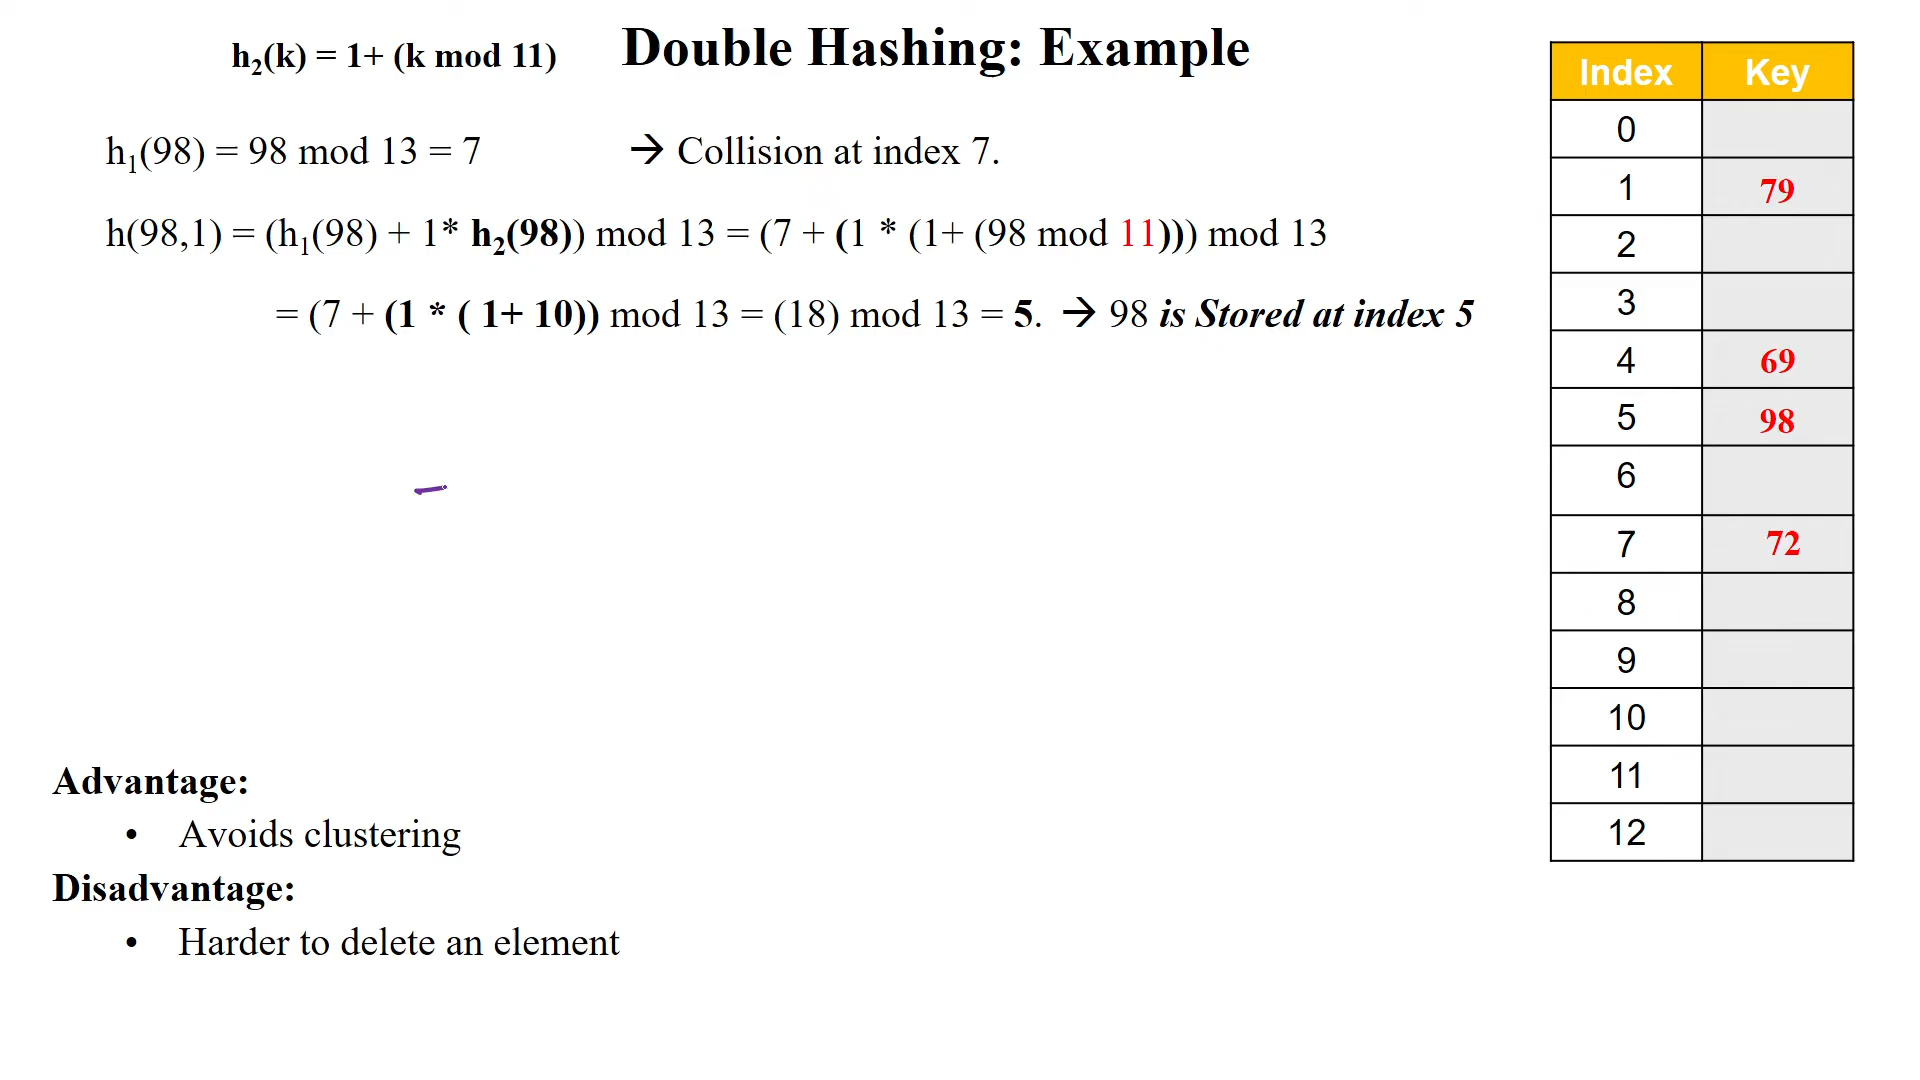 h₂(k) = 1+ (k mod 11)
Double Hashing: Example
h₁(98) = 98 mod 13 = 7 → Collision at index 7.
h(98,1) = (h₁(98) + 1* h₂(98)) mod 13 = (7 + (1 * (1+ (98 mod 11)))) mod 13
= (7 + (1 * ( 1+ 10)) mod 13 = (18) mod 13 = 5. → 98 is Stored at index 5
Advantage:
• Avoids clustering
Disadvantage:
• Harder to delete an element
Index Key
0
1 79
2
3
4 69
5 98
6
7 72
8
9
10
11
12